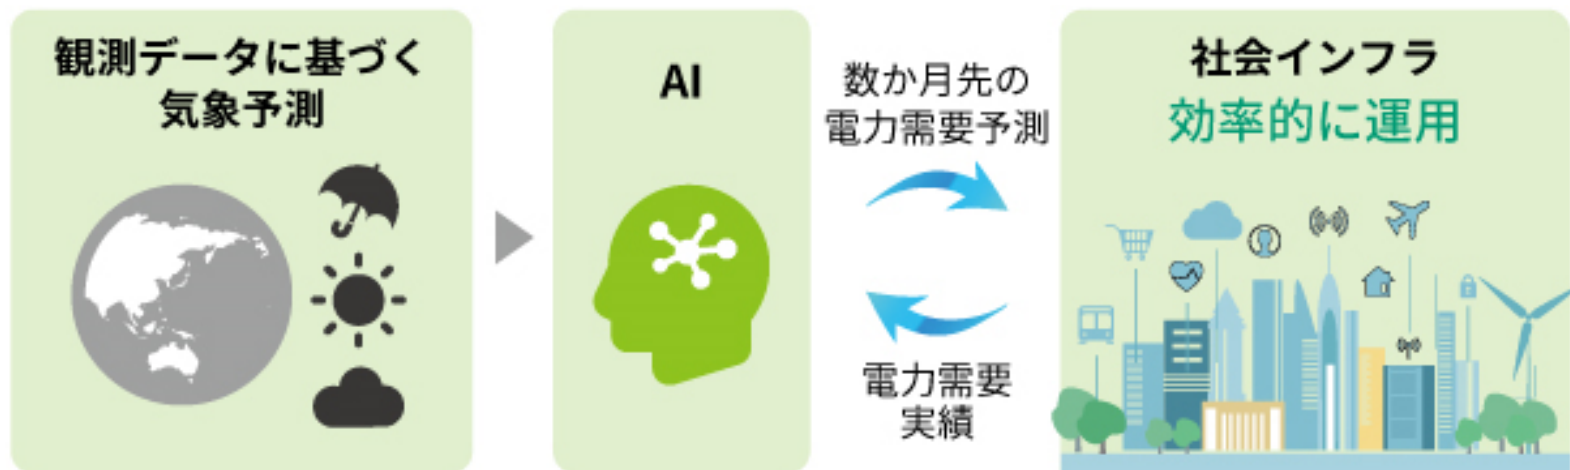 観測データに基づく
気象予測
AI
数か月先の
電力需要予測
電力需要
実績
社会インフラ
効率的に運用